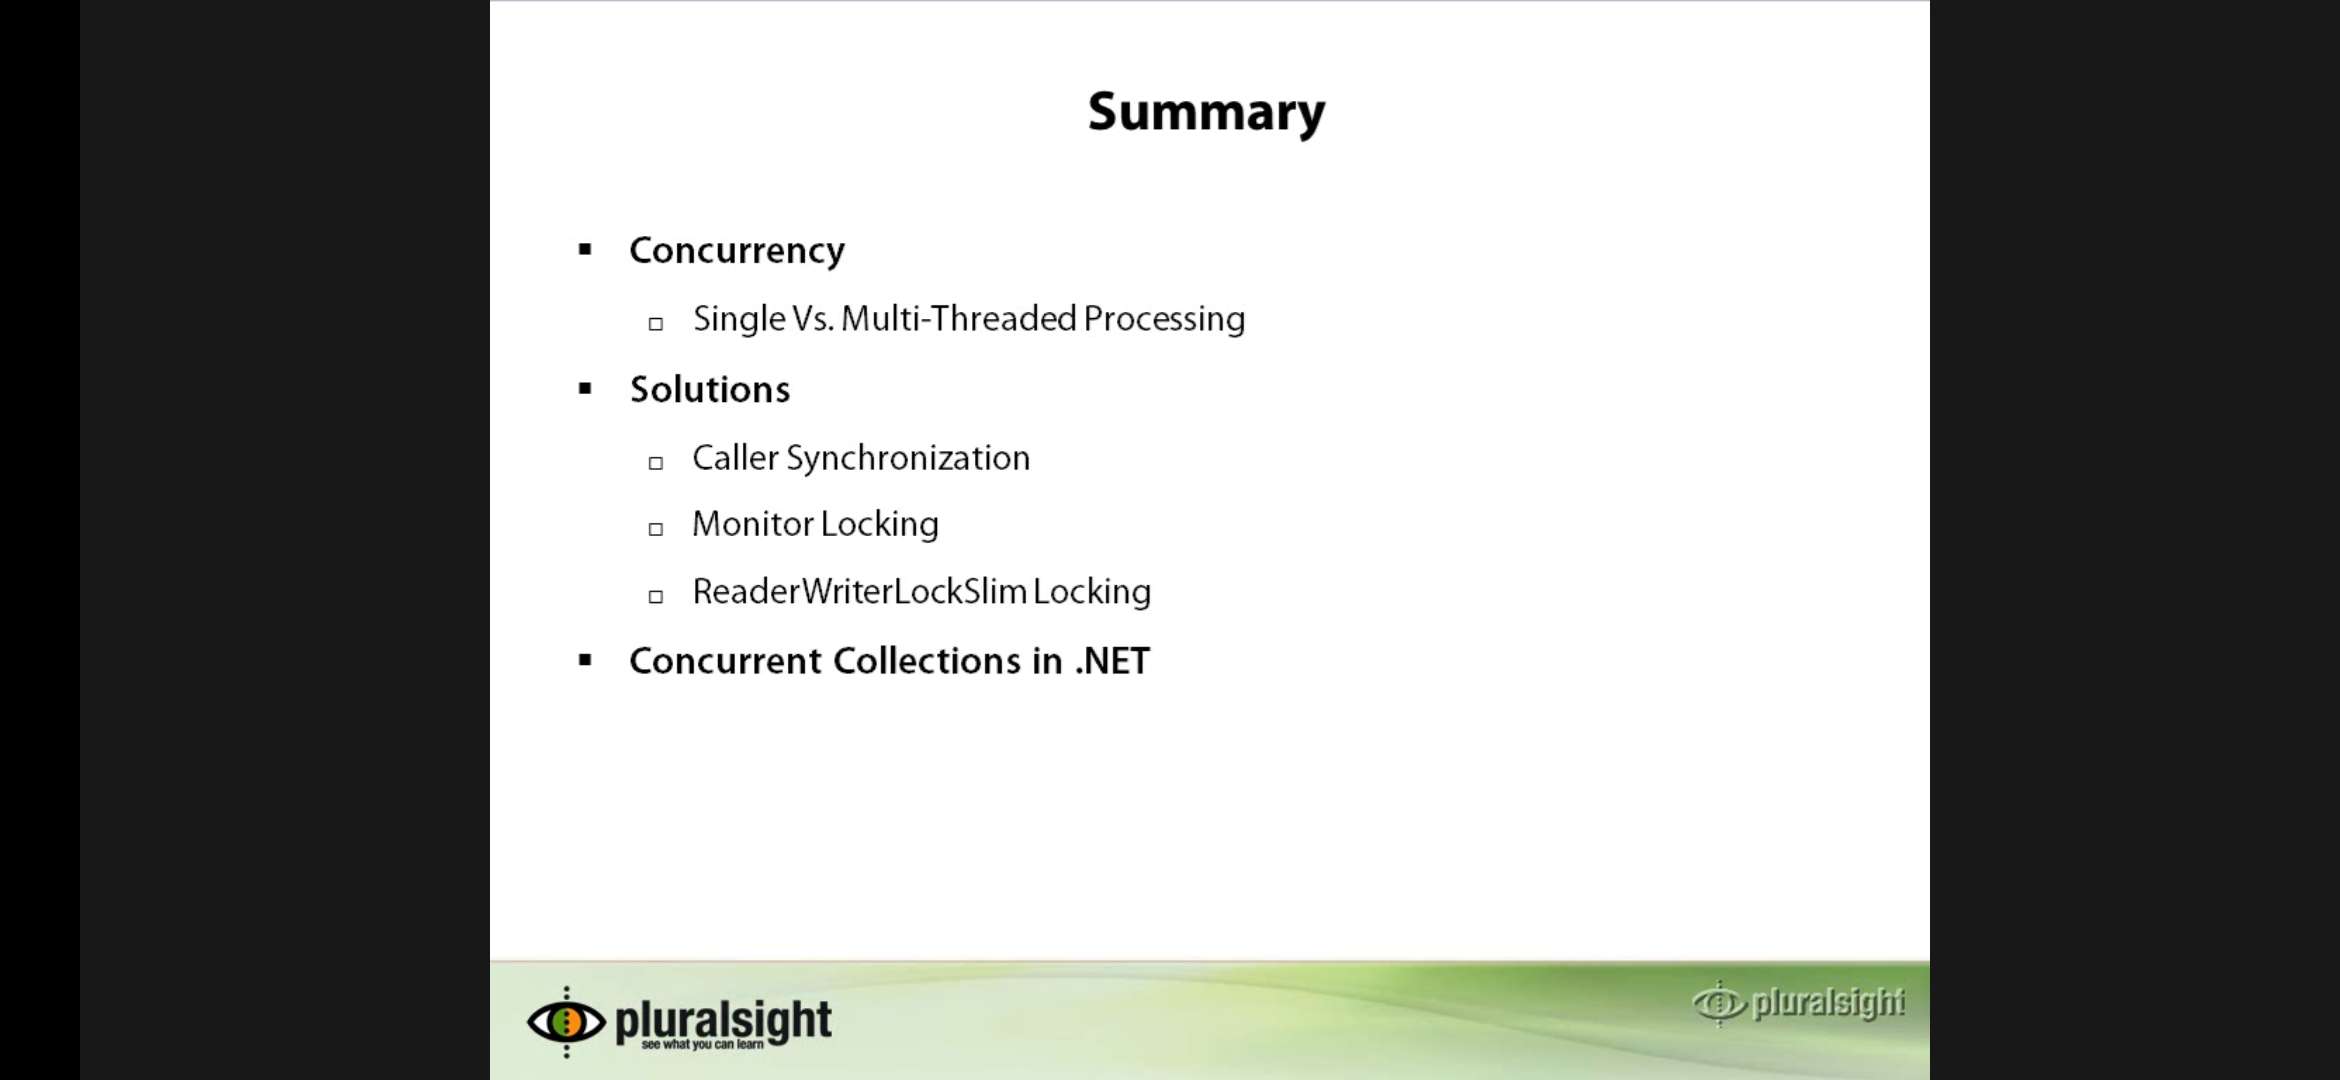 Summary
Concurrency
Single Vs. Multi-Threaded Processing
Solutions
Caller Synchronization
Monitor Locking
ReaderWriterLockSlim Locking
Concurrent Collections in .NET
pluralsight
see what you can learn
pluralsight